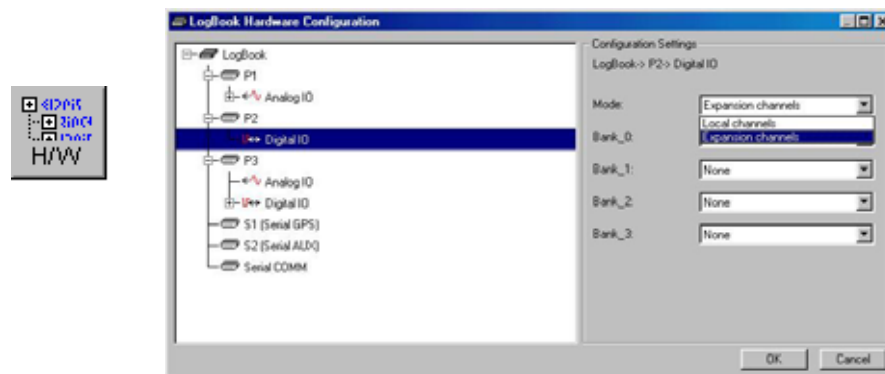 H/W
LogBook Hardware Configuration
LogBook
P1
Analog IO
P2
Digital IO
P3
Analog IO
Digital IO
S1 (Serial GPS)
S2 (Serial AUX)
Serial COMM
Configuration Settings
LogBook-> P2-> Digital IO
Mode: Expansion channels
Local channels
Expansion channels
Bank_0:
Bank_1: None
Bank_2: None
Bank_3: None
OK Cancel